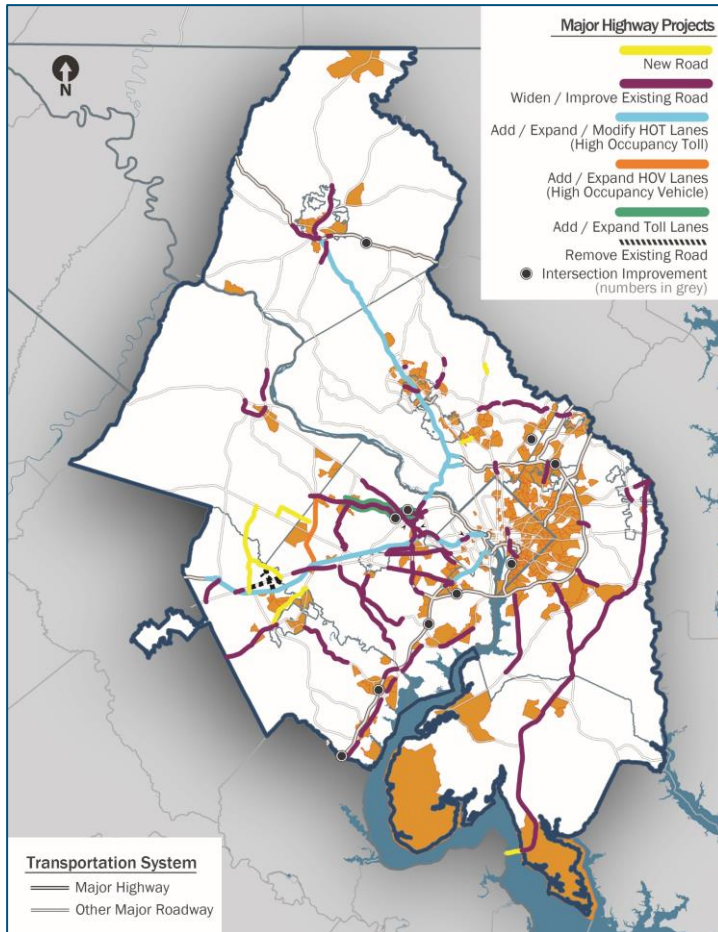 Major Highway Projects
New Road
Widen / Improve Existing Road
Add / Expand / Modify HOT Lanes
(High Occupancy Toll)
Add / Expand HOV Lanes
(High Occupancy Vehicle)
Add / Expand Toll Lanes
Remove Existing Road
Intersection Improvement
(numbers in grey)
N
Transportation System
Major Highway
Other Major Roadway